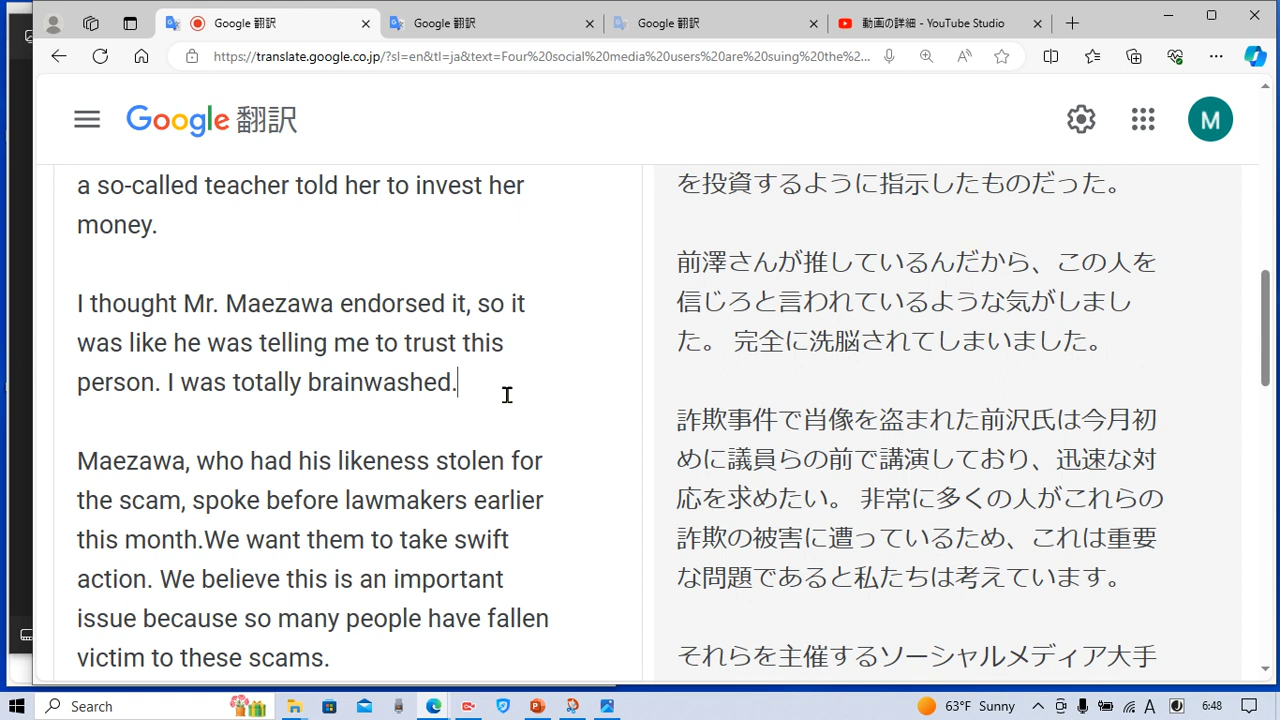 Google 翻訳
Google 翻訳
Google 翻訳
動画の詳細 - YouTube Studio
https://translate.google.co.jp/?sl=en&tl=ja&text=Four%20social%20media%20users%20are%20suing%20the%2...
Google 翻訳
M
a so-called teacher told her to invest her
money.
I thought Mr. Maezawa endorsed it, so it
was like he was telling me to trust this
person. I was totally brainwashed.
Maezawa, who had his likeness stolen for
the scam, spoke before lawmakers earlier
this month.We want them to take swift
action. We believe this is an important
issue because so many people have fallen
victim to these scams.
を投資するように指示したものだった。
前澤さんが推しているんだから、この人を
信じろと言われているような気がしまし
た。 完全に洗脳されてしまいました。
詐欺事件で肖像を盗まれた前沢氏は今月初
めに議員らの前で講演しており、迅速な対
応を求めたい。 非常に多くの人がこれらの
詐欺の被害に遭っているため、これは重要
な問題であると私たちは考えています。
それらを主催するソーシャルメディア大手
Search
63°F Sunny
A
6:48